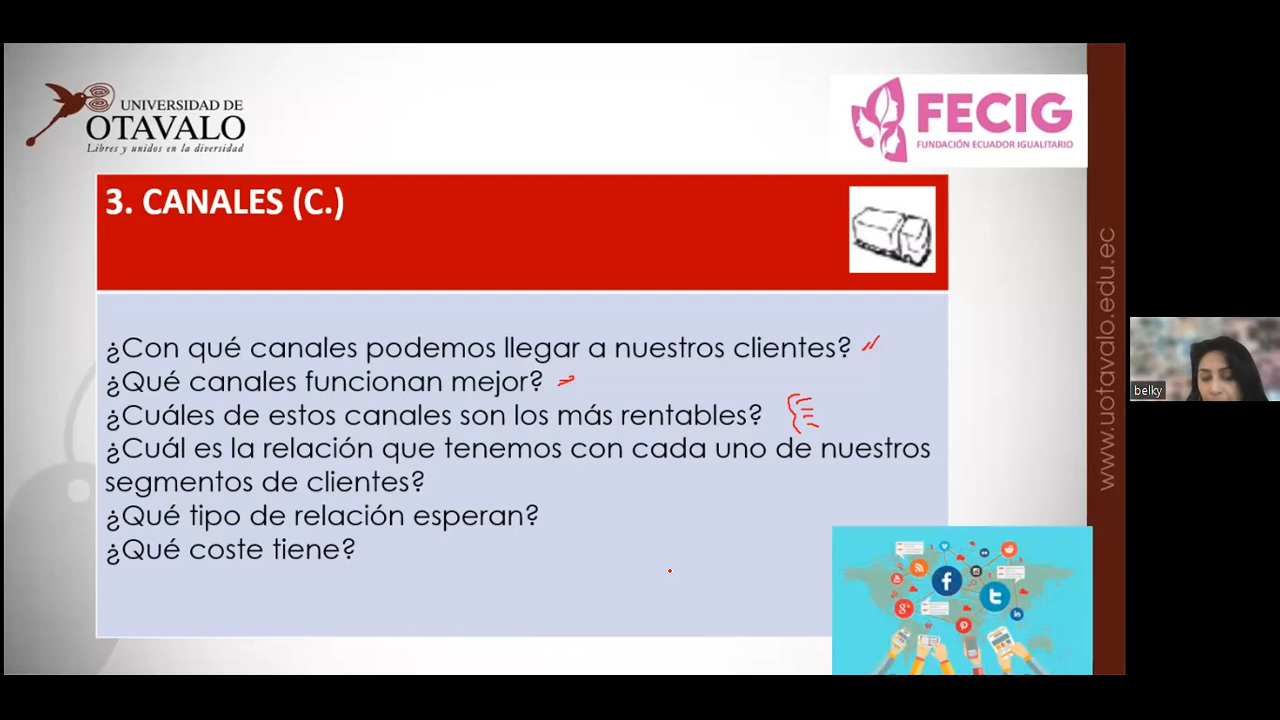 UNIVERSIDAD DE
OTAVALO
Libres y unidos en la diversidad
FECIG
FUNDACIÓN ECUADOR IGUALITARIO
3. CANALES (C.)
¿Con qué canales podemos llegar a nuestros clientes?
¿Qué canales funcionan mejor?
¿Cuáles de estos canales son los más rentables?
¿Cuál es la relación que tenemos con cada uno de nuestros
segmentos de clientes?
¿Qué tipo de relación esperan?
¿Qué coste tiene?
www.uotavalo.edu.ec
belky